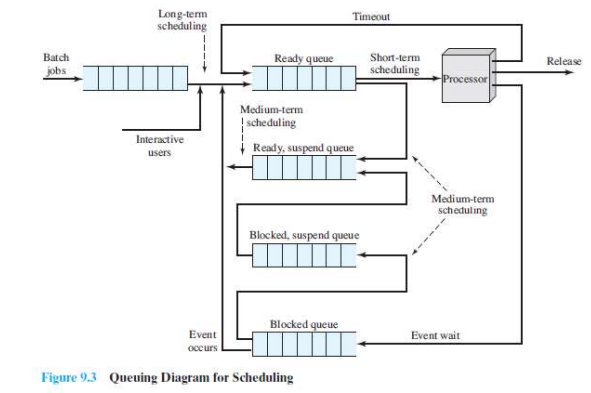 Long-term
scheduling
Timeout
Batch
jobs
Ready queue
Short-term
scheduling
Processor
Release
Medium-term
scheduling
Interactive
users
Ready, suspend queue
Medium-term
scheduling
Blocked, suspend queue
Blocked queue
Event
occurs
Event wait
Figure 9.3 Queuing Diagram for Scheduling